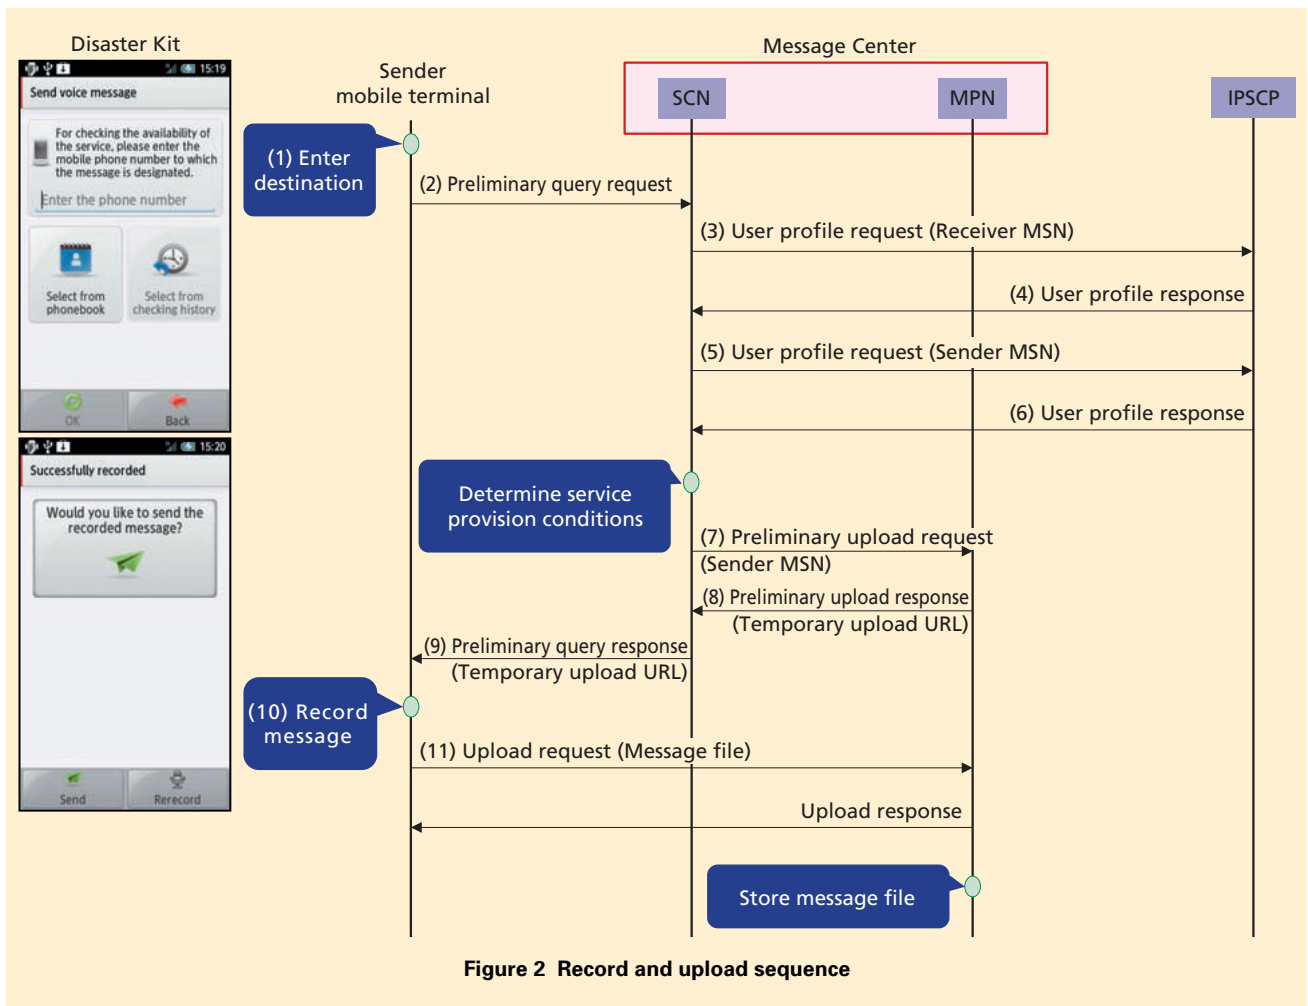 Disaster Kit
15:19
Send voice message
For checking the availability of
the service, please enter the
mobile phone number to which
the message is designated.
Enter the phone number
Select from
phonebook
Select from
checking history
OK
Back
15:20
Successfully recorded
Would you like to send the
recorded message?
Send
Rerecord
Sender
mobile terminal
Message Center
SCN
MPN
IPSCP
(1) Enter
destination
(2) Preliminary query request
(3) User profile request (Receiver MSN)
(4) User profile response
(5) User profile request (Sender MSN)
(6) User profile response
Determine service
provision conditions
(7) Preliminary upload request
(Sender MSN)
(8) Preliminary upload response
(Temporary upload URL)
(9) Preliminary query response
(Temporary upload URL)
(10) Record
message
(11) Upload request (Message file)
Upload response
Store message file
Figure 2 Record and upload sequence